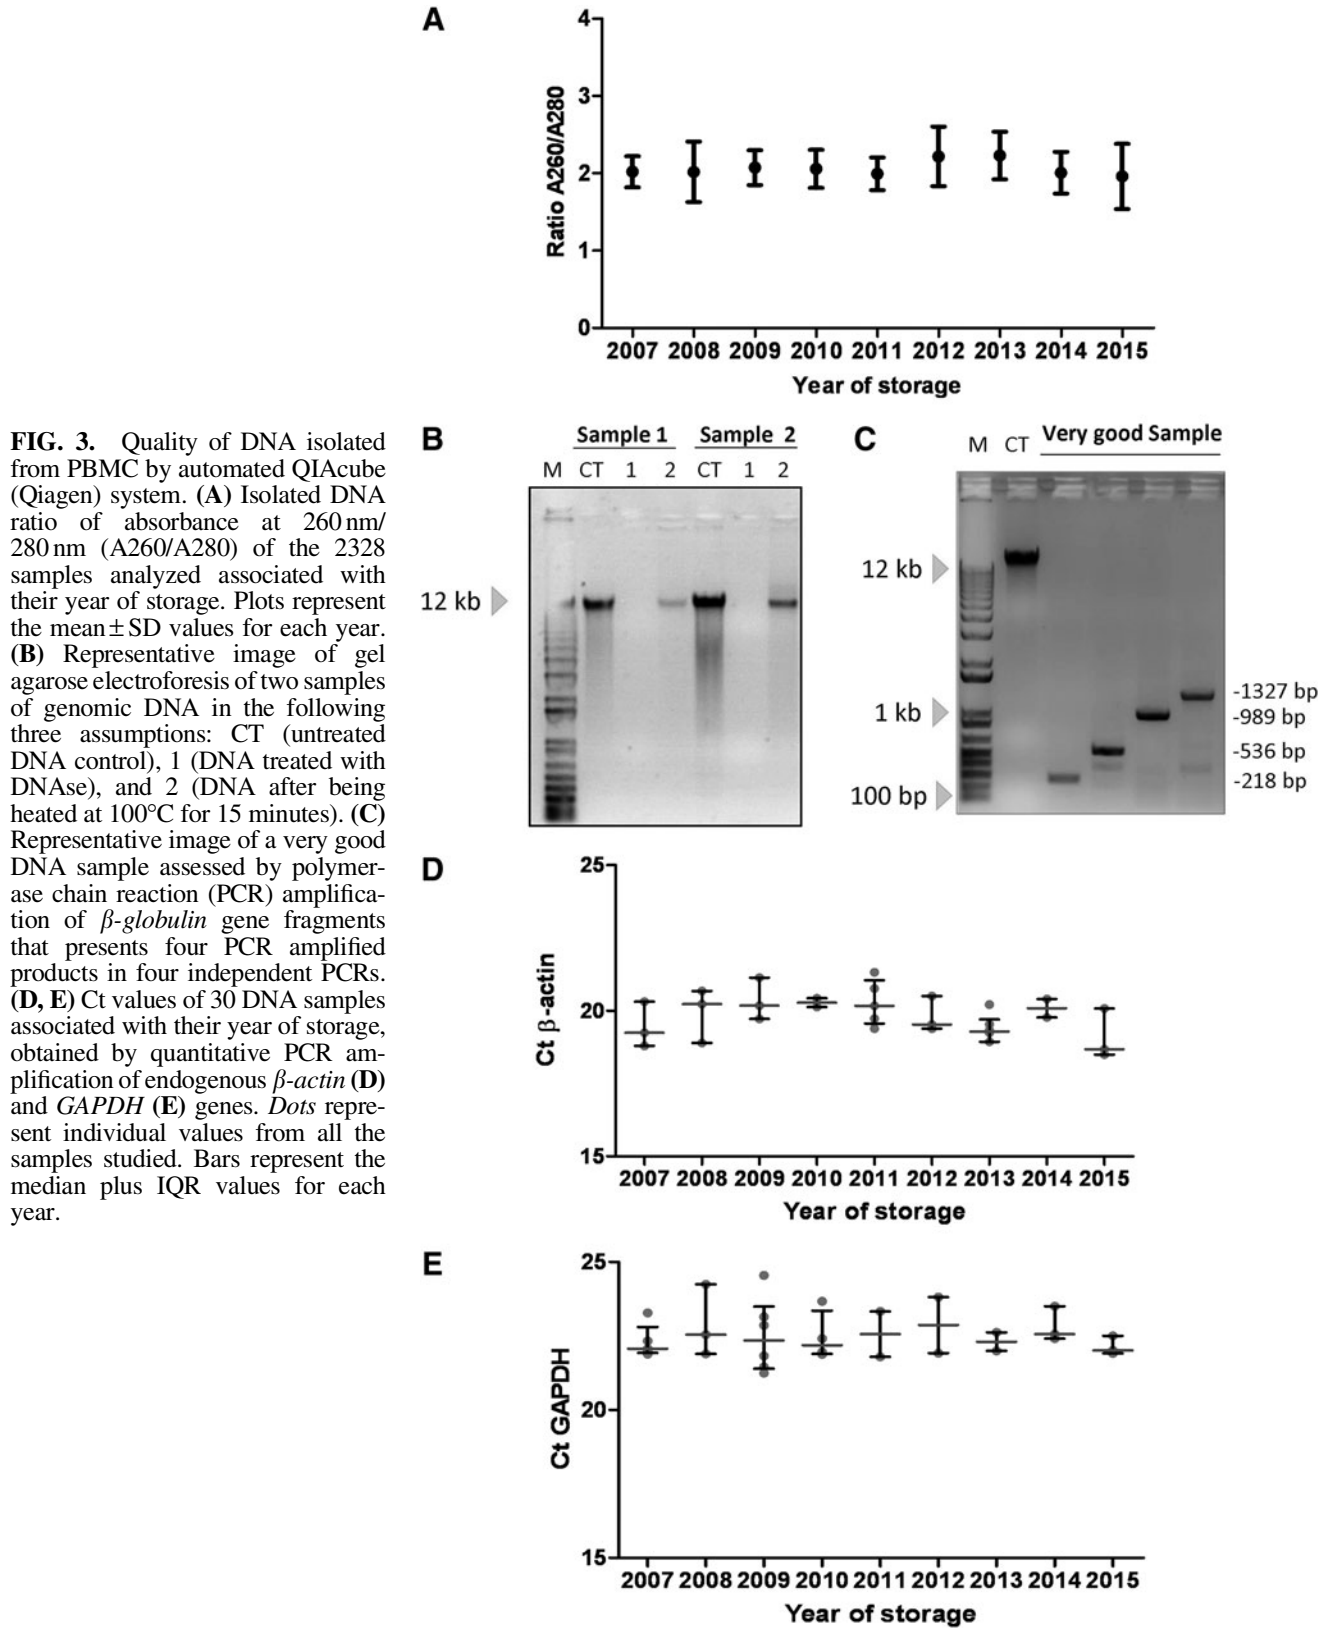 A
4
3
2
1
0
Ratio A260/A280
2007 2008 2009 2010 2011 2012 2013 2014 2015
Year of storage
FIG. 3. Quality of DNA isolated
from PBMC by automated QIAcube
(Qiagen) system. (A) Isolated DNA
ratio of absorbance at 260 nm/
280 nm (A260/A280) of the 2328
samples analyzed associated with
their year of storage. Plots represent
the mean ± SD values for each year.
(B) Representative image of gel
agarose electroforesis of two samples
of genomic DNA in the following
three assumptions: CT (untreated
DNA control), 1 (DNA treated with
DNAse), and 2 (DNA after being
heated at 100°C for 15 minutes). (C)
Representative image of a very good
DNA sample assessed by polymer-
ase chain reaction (PCR) amplifica-
tion of β-globulin gene fragments
that presents four PCR amplified
products in four independent PCRs.
(D, E) Ct values of 30 DNA samples
associated with their year of storage,
obtained by quantitative PCR am-
plification of endogenous β-actin (D)
and GAPDH (E) genes. Dots repre-
sent individual values from all the
samples studied. Bars represent the
median plus IQR values for each
year.
B
Sample 1 Sample 2
M CT 1 2 CT 1 2
12 kb
C
M CT Very good Sample
12 kb
1 kb
100 bp
-1327 bp
-989 bp
-536 bp
-218 bp
D
25
20
15
Ct β-actin
2007 2008 2009 2010 2011 2012 2013 2014 2015
Year of storage
E
25
20
15
Ct GAPDH
2007 2008 2009 2010 2011 2012 2013 2014 2015
Year of storage